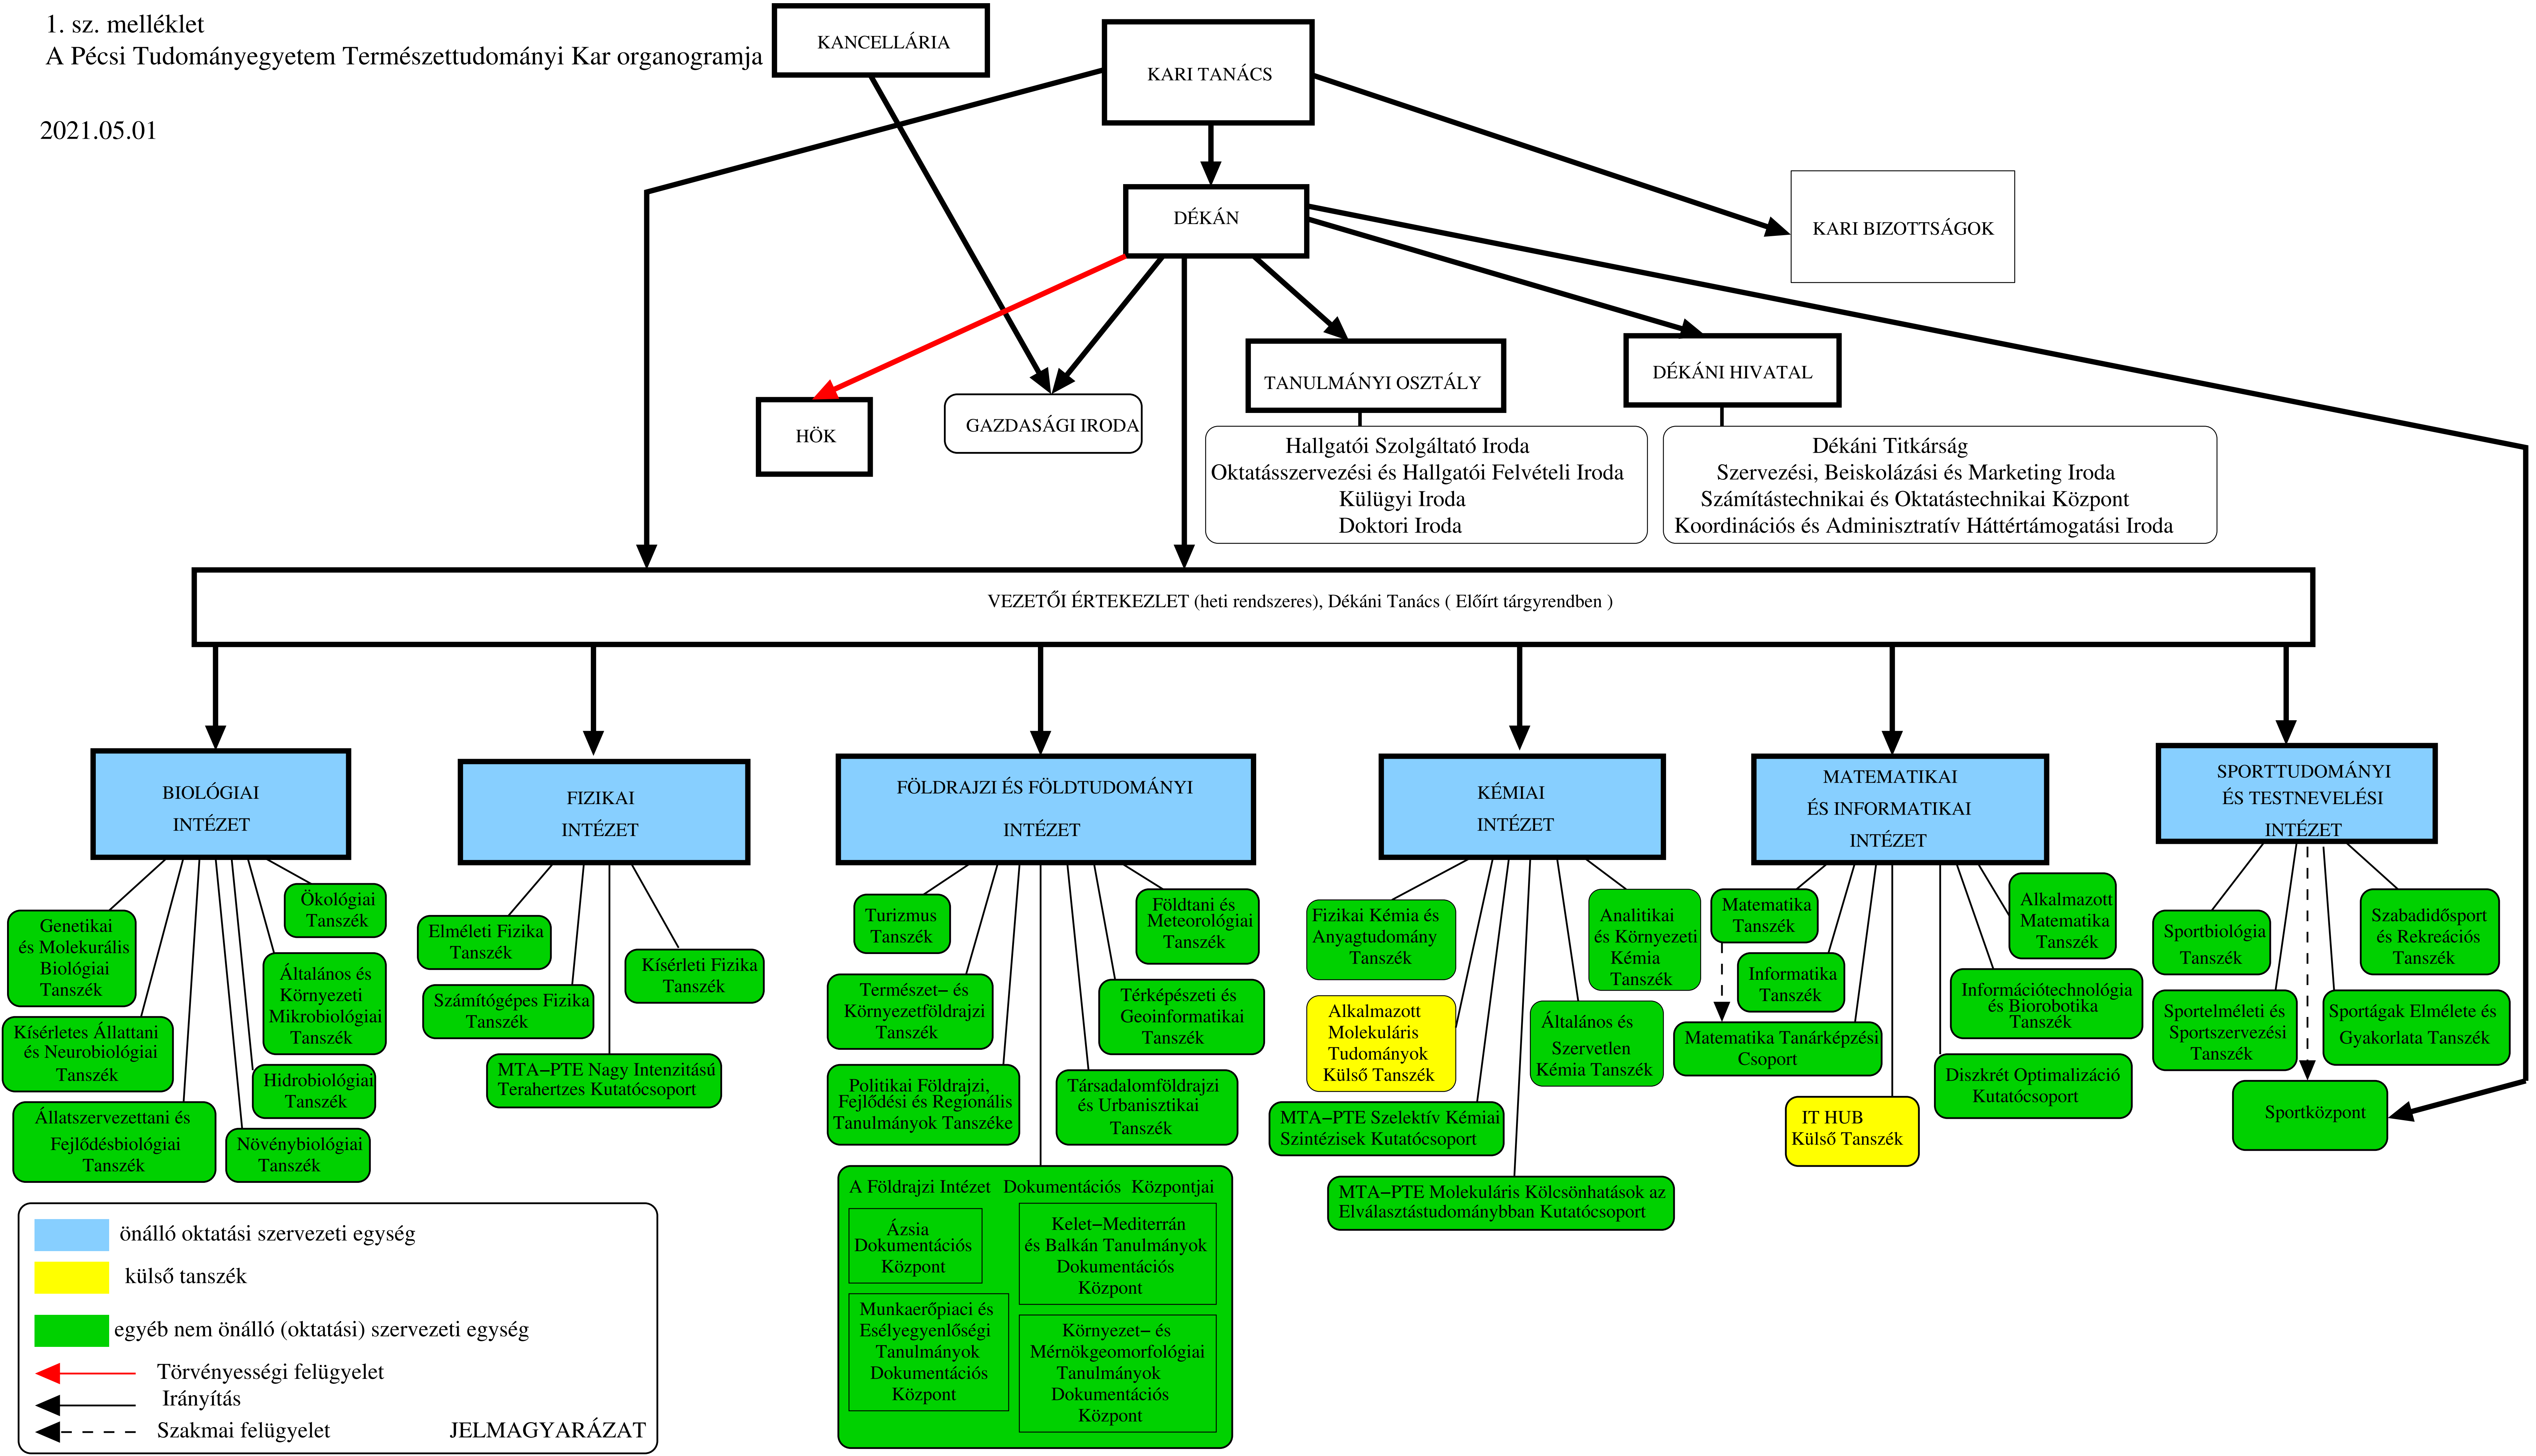 1. sz. melléklet
A Pécsi Tudományegyetem Természettudományi Kar organogramja
2021.05.01
KANCELLÁRIA
KARI TANÁCS
DÉKÁN
KARI BIZOTTSÁGOK
HÖK
GAZDASÁGI IRODA
TANULMÁNYI OSZTÁLY
DÉKÁNI HIVATAL
Hallgatói Szolgáltató Iroda
Oktatásszervezési és Hallgatói Felvételi Iroda
Külügyi Iroda
Doktori Iroda
Dékáni Titkárság
Szervezési, Beiskolázási és Marketing Iroda
Számítástechnikai és Oktatástechnikai Központ
Koordinációs és Adminisztratív Háttértámogatási Iroda
VEZETŐI ÉRTEKEZLET (heti rendszeres), Dékáni Tanács ( Előírt tárgyrendben )
BIOLÓGIAI
INTÉZET
FIZIKAI
INTÉZET
FÖLDRAJZI ÉS FÖLDTUDOMÁNYI
INTÉZET
KÉMIAI
INTÉZET
MATEMATIKAI
ÉS INFORMATIKAI
INTÉZET
SPORTTUDOMÁNYI
ÉS TESTNEVELÉSI
INTÉZET
Genetikai
és Molekurális
Biológiai
Tanszék
Ökológiai
Tanszék
Általános és
Környezeti
Mikrobiológiai
Tanszék
Kísérletes Állattani
és Neurobiológiai
Tanszék
Hidrobiológiai
Tanszék
Állatszervezettani és
Fejlődésbiológiai
Tanszék
Növénybiológiai
Tanszék
Elméleti Fizika
Tanszék
Kísérleti Fizika
Tanszék
Számítógépes Fizika
Tanszék
MTA−PTE Nagy Intenzitású
Terahertzes Kutatócsoport
Turizmus
Tanszék
Földtani és
Meteorológiai
Tanszék
Természet− és
Környezetföldrajzi
Tanszék
Térképészeti és
Geoinformatikai
Tanszék
Politikai Földrajzi,
Fejlődési és Regionális
Tanulmányok Tanszéke
Társadalomföldrajzi
és Urbanisztikai
Tanszék
A Földrajzi Intézet Dokumentációs Központjai
Ázsia
Dokumentációs
Központ
Kelet−Mediterrán
és Balkán Tanulmányok
Dokumentációs
Központ
Munkaerőpiaci és
Esélyegyenlőségi
Tanulmányok
Dokumentációs
Központ
Környezet− és
Mérnökgeomorfológiai
Tanulmányok
Dokumentációs
Központ
Fizikai Kémia és
Anyagtudomány
Tanszék
Analitikai
és Környezeti
Kémia
Tanszék
Alkalmazott
Molekuláris
Tudományok
Külső Tanszék
Általános és
Szervetlen
Kémia Tanszék
MTA−PTE Szelektív Kémiai
Szintézisek Kutatócsoport
MTA−PTE Molekuláris Kölcsönhatások az
Elválasztástudománybban Kutatócsoport
Matematika
Tanszék
Alkalmazott
Matematika
Tanszék
Informatika
Tanszék
Információtechnológia
és Biorobotika
Tanszék
Matematika Tanárképzési
Csoport
Diszkrét Optimalizáció
Kutatócsoport
IT HUB
Külső Tanszék
Sportbiológia
Tanszék
Szabadidősport
és Rekreációs
Tanszék
Sportelméleti és
Sportszervezési
Tanszék
Sportágak Elmélete és
Gyakorlata Tanszék
Sportközpont
önálló oktatási szervezeti egység
külső tanszék
egyéb nem önálló (oktatási) szervezeti egység
Törvényességi felügyelet
Irányítás
Szakmai felügyelet
JELMAGYARÁZAT